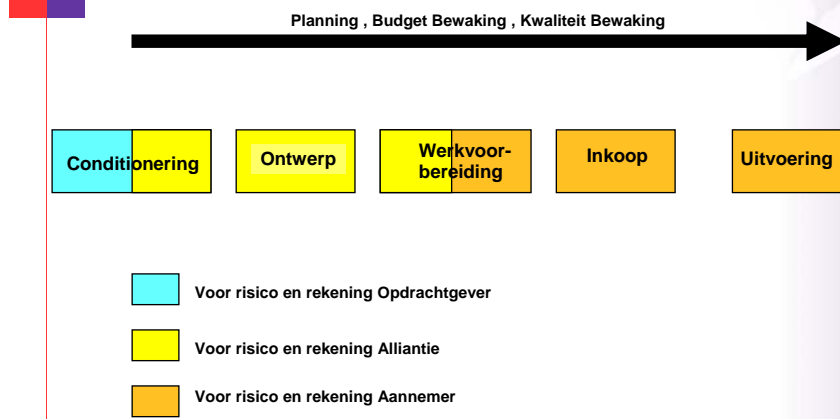 Planning , Budget Bewaking , Kwaliteit Bewaking
Conditionering
Ontwerp
Werkvoor-
bereiding
Inkoop
Uitvoering
Voor risico en rekening Opdrachtgever
Voor risico en rekening Alliantie
Voor risico en rekening Aannemer